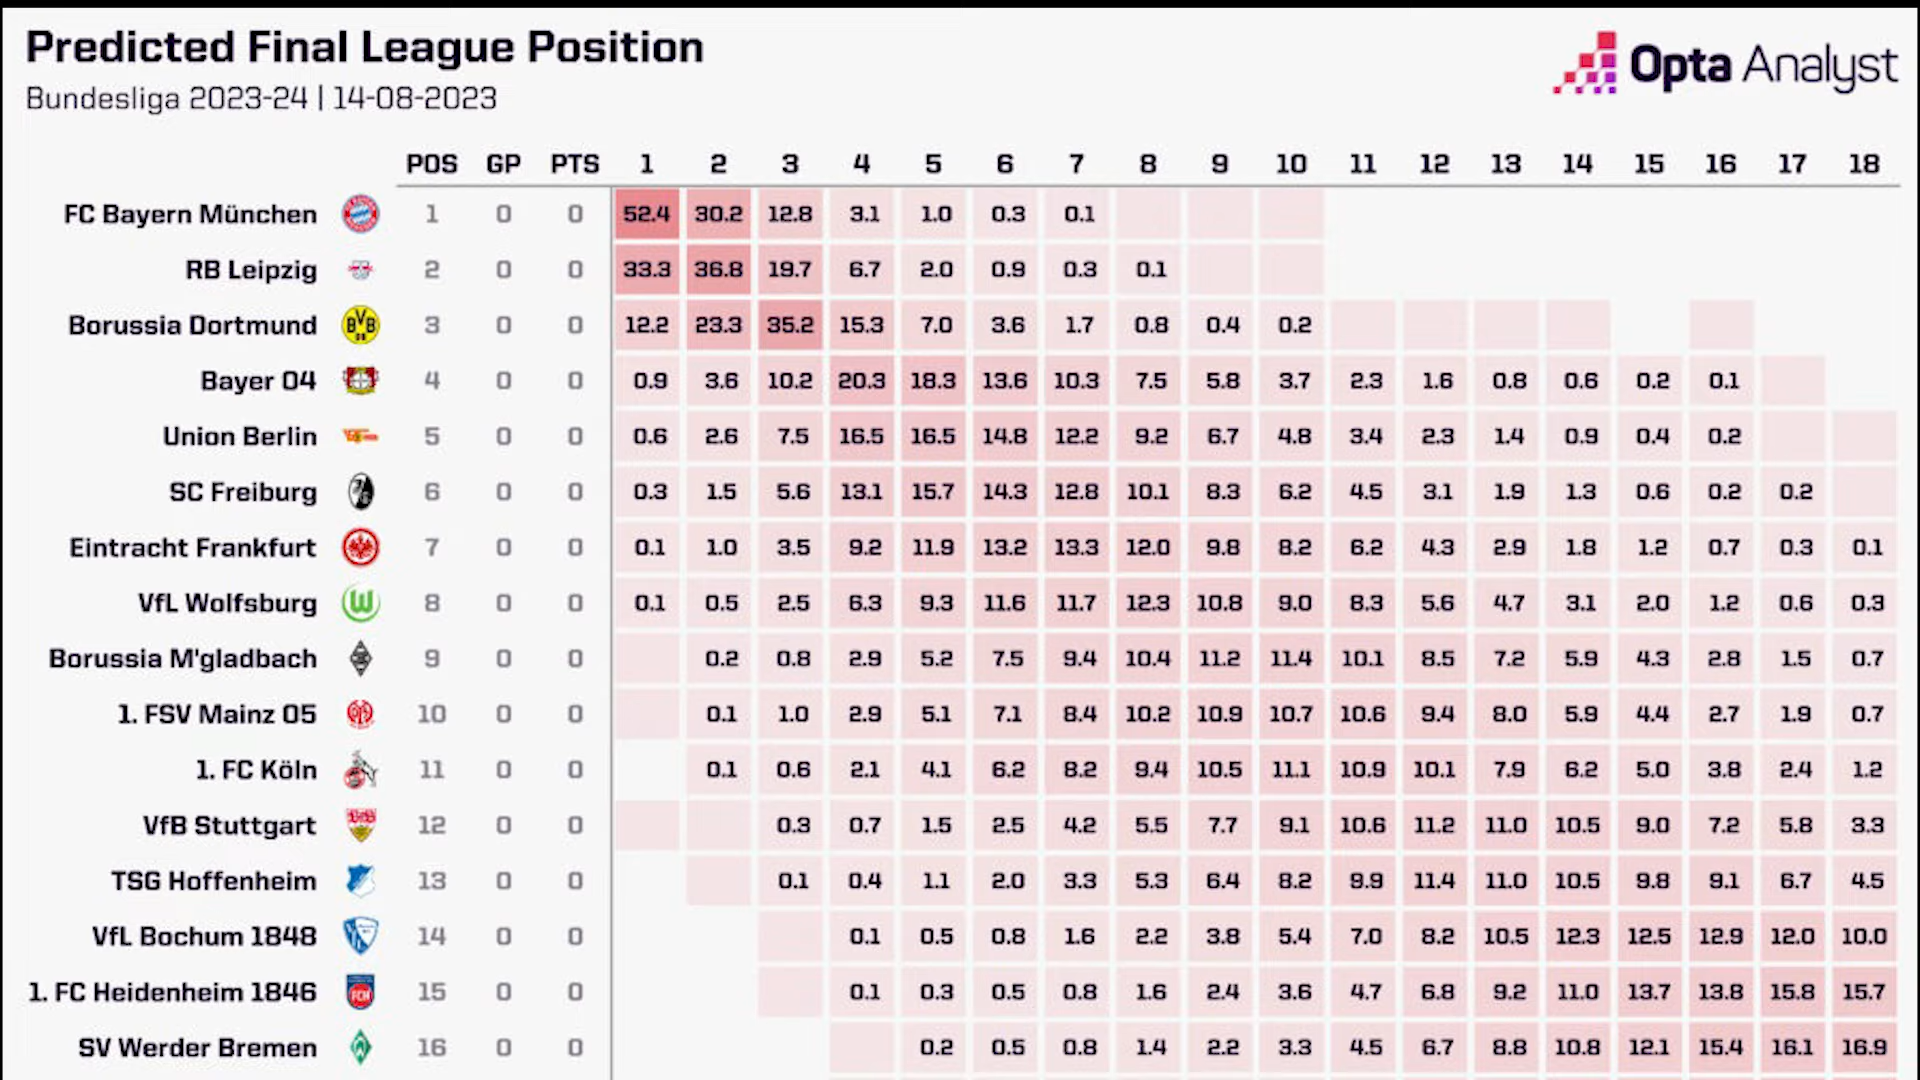 Predicted Final League Position
Bundesliga 2023-24 | 14-08-2023
Opta Analyst
POS GP PTS 1 2 3 4 5 6 7 8 9 10 11 12 13 14 15 16 17 18
FC Bayern München 1 0 0 52.4 30.2 12.8 3.1 1.0 0.3 0.1
RB Leipzig 2 0 0 33.3 36.8 19.7 6.7 2.0 0.9 0.3 0.1
Borussia Dortmund BVB 09 3 0 0 12.2 23.3 35.2 15.3 7.0 3.6 1.7 0.8 0.4 0.2
Bayer 04 4 0 0 0.9 3.6 10.2 20.3 18.3 13.6 10.3 7.5 5.8 3.7 2.3 1.6 0.8 0.6 0.2 0.1
Union Berlin 5 0 0 0.6 2.6 7.5 16.5 16.5 14.8 12.2 9.2 6.7 4.8 3.4 2.3 1.4 0.9 0.4 0.2
SC Freiburg 6 0 0 0.3 1.5 5.6 13.1 15.7 14.3 12.8 10.1 8.3 6.2 4.5 3.1 1.9 1.3 0.6 0.2 0.2
Eintracht Frankfurt 7 0 0 0.1 1.0 3.5 9.2 11.9 13.2 13.3 12.0 9.8 8.2 6.2 4.3 2.9 1.8 1.2 0.7 0.3 0.1
VfL Wolfsburg W 8 0 0 0.1 0.5 2.5 6.3 9.3 11.6 11.7 12.3 10.8 9.0 8.3 5.6 4.7 3.1 2.0 1.2 0.6 0.3
Borussia M'gladbach 9 0 0 0.2 0.8 2.9 5.2 7.5 9.4 10.4 11.2 11.4 10.1 8.5 7.2 5.9 4.3 2.8 1.5 0.7
1. FSV Mainz 05 10 0 0 0.1 1.0 2.9 5.1 7.1 8.4 10.2 10.9 10.7 10.6 9.4 8.0 5.9 4.4 2.7 1.9 0.7
1. FC Köln 11 0 0 0.1 0.6 2.1 4.1 6.2 8.2 9.4 10.5 11.1 10.9 10.1 7.9 6.2 5.0 3.8 2.4 1.2
VfB Stuttgart VfB 12 0 0 0.3 0.7 1.5 2.5 4.2 5.5 7.7 9.1 10.6 11.2 11.0 10.5 9.0 7.2 5.8 3.3
TSG Hoffenheim 13 0 0 0.1 0.4 1.1 2.0 3.3 5.3 6.4 8.2 9.9 11.4 11.0 10.5 9.8 9.1 6.7 4.5
VfL Bochum 1848 14 0 0 0.1 0.5 0.8 1.6 2.2 3.8 5.4 7.0 8.2 10.5 12.3 12.5 12.9 12.0 10.0
1. FC Heidenheim 1846 FCH 15 0 0 0.1 0.3 0.5 0.8 1.6 2.4 3.6 4.7 6.8 9.2 11.0 13.7 13.8 15.8 15.7
SV Werder Bremen W 16 0 0 0.2 0.5 0.8 1.4 2.2 3.3 4.5 6.7 8.8 10.8 12.1 15.4 16.1 16.9